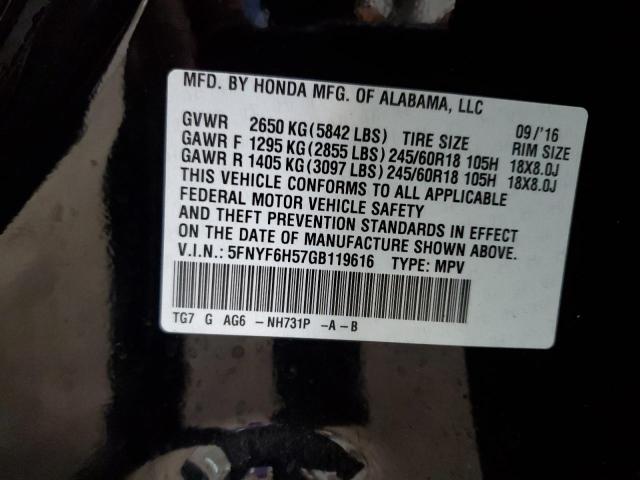 MFD. BY HONDA MFG. OF ALABAMA, LLC
09/'16
GVWR 2650 KG(5842 LBS) TIRE SIZE RIM SIZE
GAWR F 1295 KG(2855 LBS) 245/60R18 105H 18X8.0J
GAWR R 1405 KG(3097 LBS) 245/60R18 105H 18X8.0J
THIS VEHICLE CONFORMS TO ALL APPLICABLE
FEDERAL MOTOR VEHICLE SAFETY
AND THEFT PREVENTION STANDARDS IN EFFECT
ON THE DATE OF MANUFACTURE SHOWN ABOVE.
V.I.N.: 5FNYF6H57GB119616 TYPE: MPV
TG7 G AG6 -NH731P -A-B